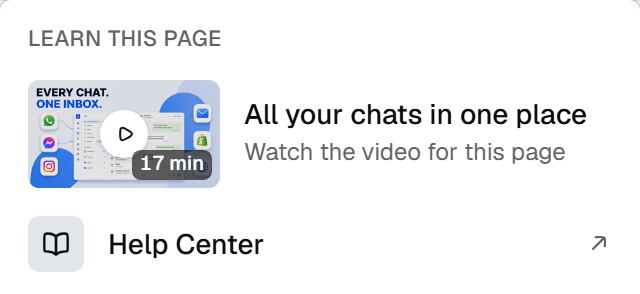 LEARN THIS PAGE
EVERY CHAT.
ONE INBOX.
17 min
All your chats in one place
Watch the video for this page
Help Center